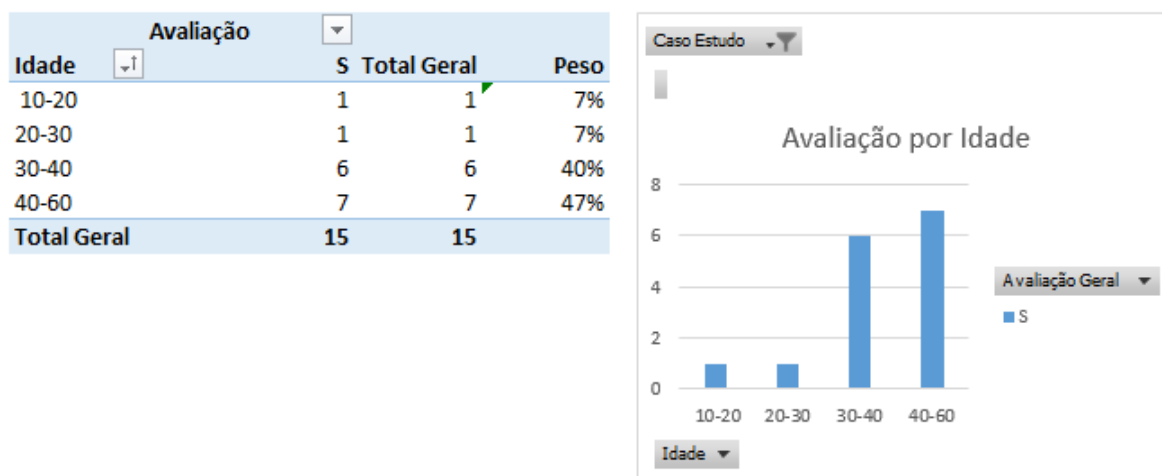 Avaliação
Idade S Total Geral Peso
10-20 1 1 7%
20-30 1 1 7%
30-40 6 6 40%
40-60 7 7 47%
Total Geral 15 15
Caso Estudo
Avaliação por Idade
8
6
4
2
0
10-20 20-30 30-40 40-60
Avaliação Geral
S
Idade